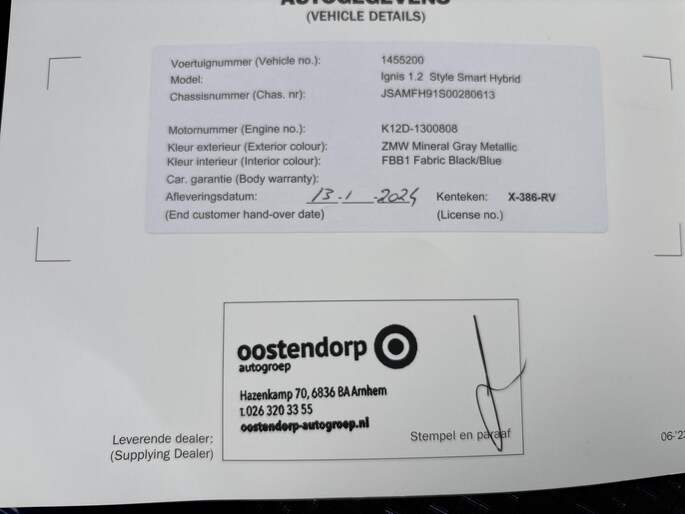 AUTOGEGEVENS
(VEHICLE DETAILS)
Voertuignummer (Vehicle no.): 1455200
Model: Ignis 1.2 Style Smart Hybrid
Chassisnummer (Chas. nr): JSAMFH91S00280613
Motornummer (Engine no.): K12D-1300808
Kleur exterieur (Exterior colour): ZMW Mineral Gray Metallic
Kleur interieur (Interior colour): FBB1 Fabric Black/Blue
Car. garantie (Body warranty):
Afleveringsdatum: 13-1-2024 Kenteken: X-386-RV
(End customer hand-over date) (License no.)
oostendorp
autogroep
Hazenkamp 70, 6836 BA Arnhem
T. 026 320 33 55
oostendorp-autogroep.nl
Leverende dealer: Stempel en paraaf
(Supplying Dealer)
06-'23